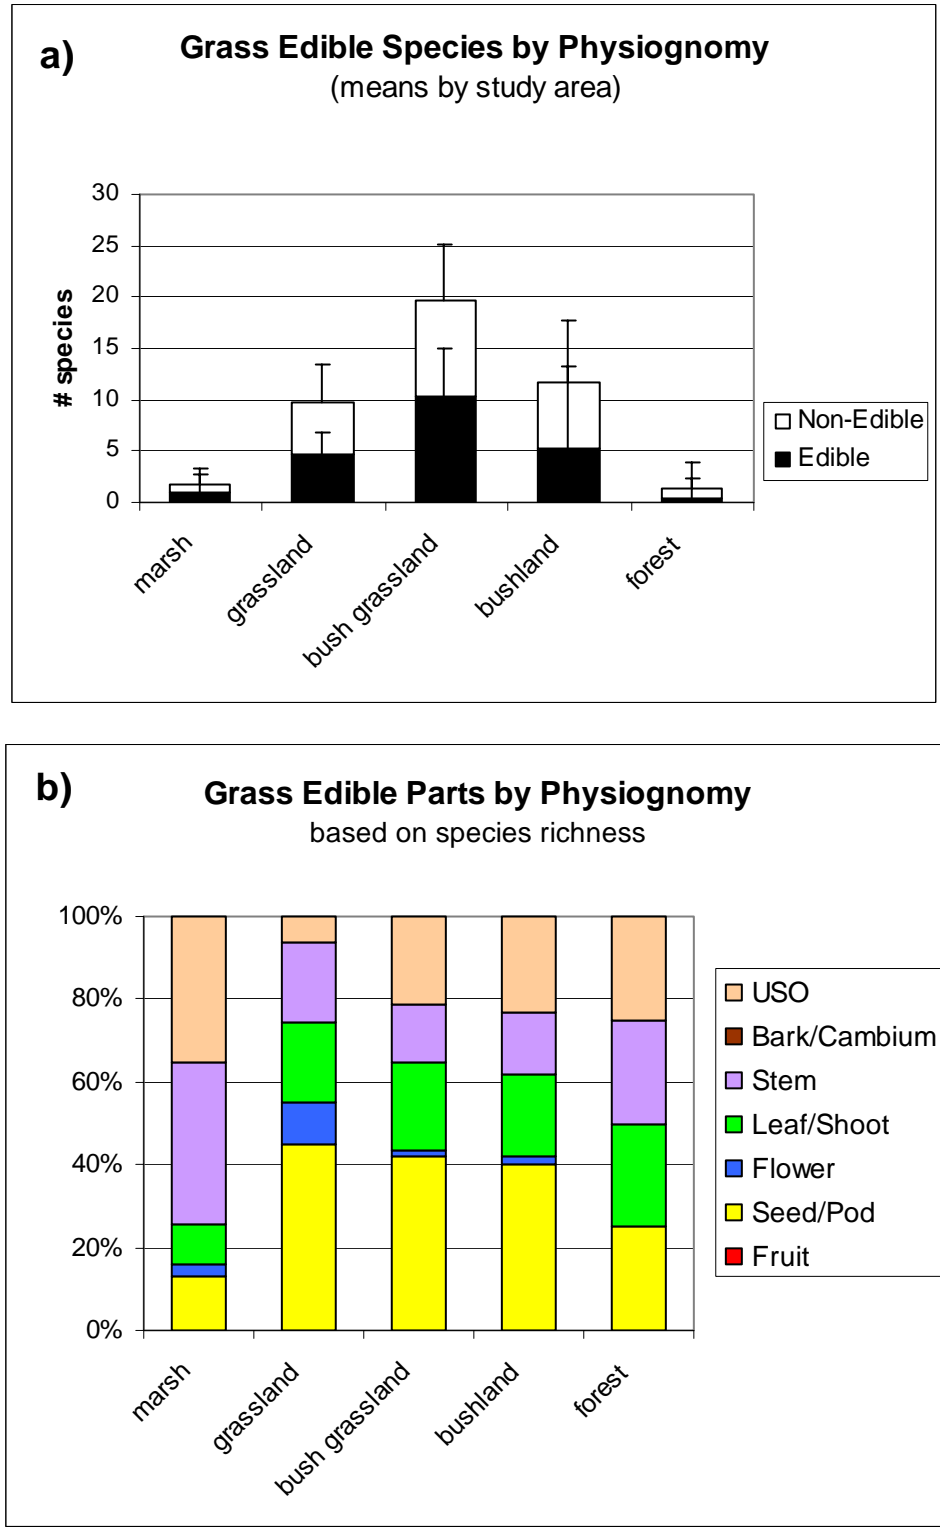 a)
Grass Edible Species by Physiognomy
(means by study area)
30
25
20
15
10
5
0
# species
marsh
grassland
bush grassland
bushland
forest
Non-Edible
Edible
b)
Grass Edible Parts by Physiognomy
based on species richness
100%
80%
60%
40%
20%
0%
marsh
grassland
bush grassland
bushland
forest
USO
Bark/Cambium
Stem
Leaf/Shoot
Flower
Seed/Pod
Fruit